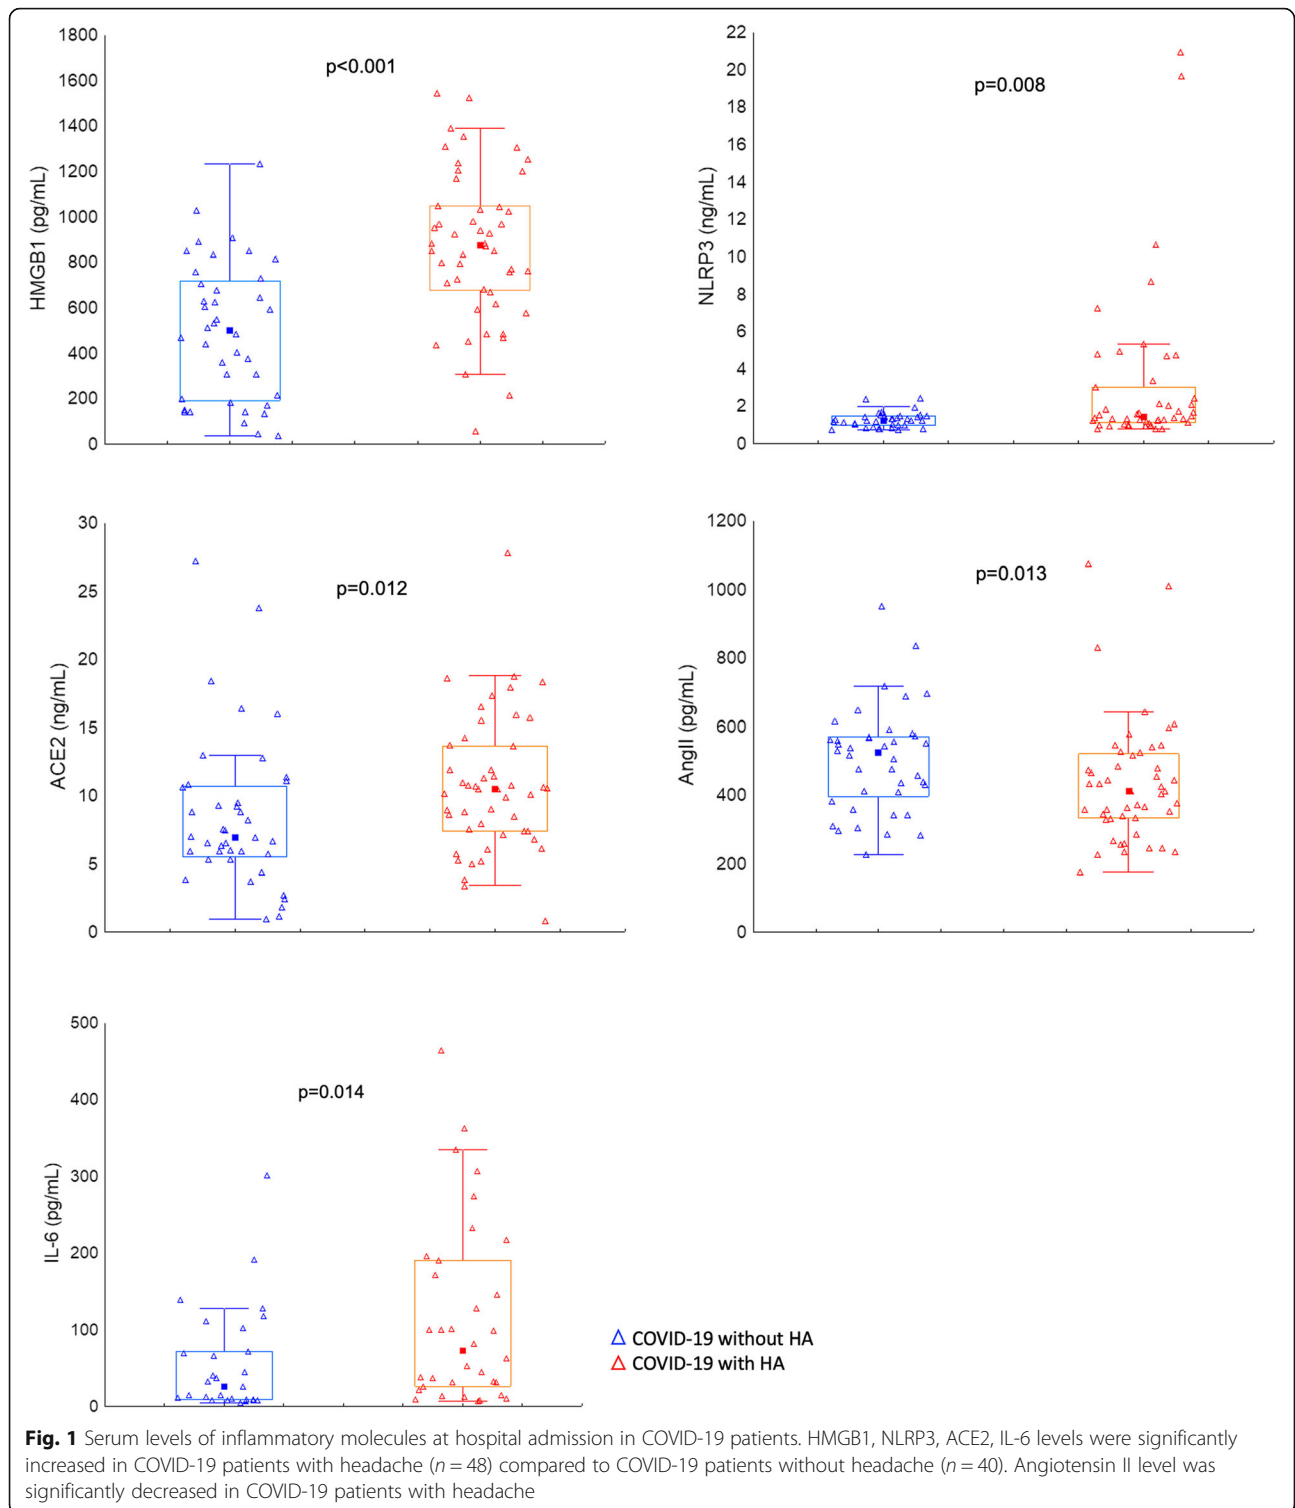 HMGB1 (pg/mL)
1800
1600
1400
1200
1000
800
600
400
200
0
p<0.001
NLRP3 (ng/mL)
22
20
18
16
14
12
10
8
6
4
2
0
p=0.008
ACE2 (ng/mL)
30
25
20
15
10
5
0
p=0.012
AngII (pg/mL)
1200
1000
800
600
400
200
0
p=0.013
IL-6 (pg/mL)
500
400
300
200
100
0
p=0.014
COVID-19 without HA
COVID-19 with HA
Fig. 1 Serum levels of inflammatory molecules at hospital admission in COVID-19 patients. HMGB1, NLRP3, ACE2, IL-6 levels were significantly
increased in COVID-19 patients with headache (n = 48) compared to COVID-19 patients without headache (n = 40). Angiotensin II level was
significantly decreased in COVID-19 patients with headache